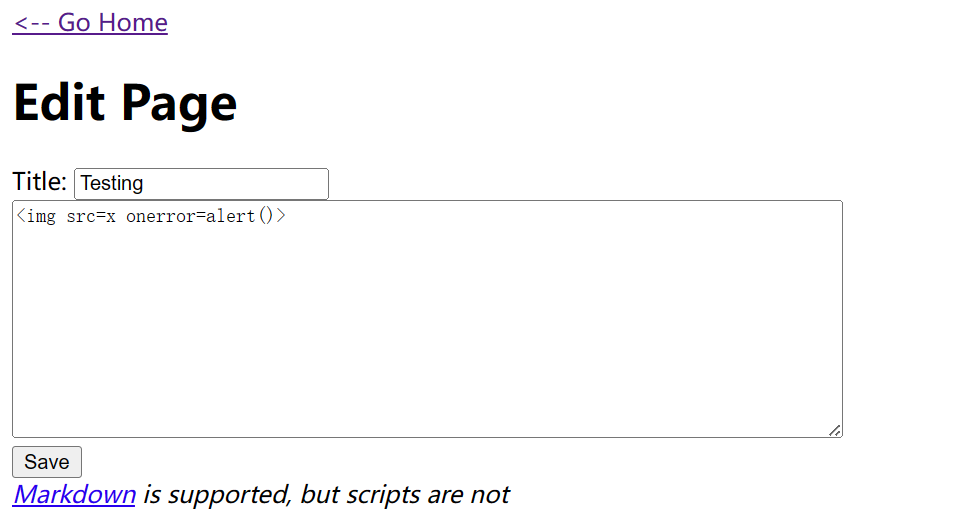 <-- Go Home
Edit Page
Title: Testing
<img src=x onerror=alert()>
Save
Markdown is supported, but scripts are not